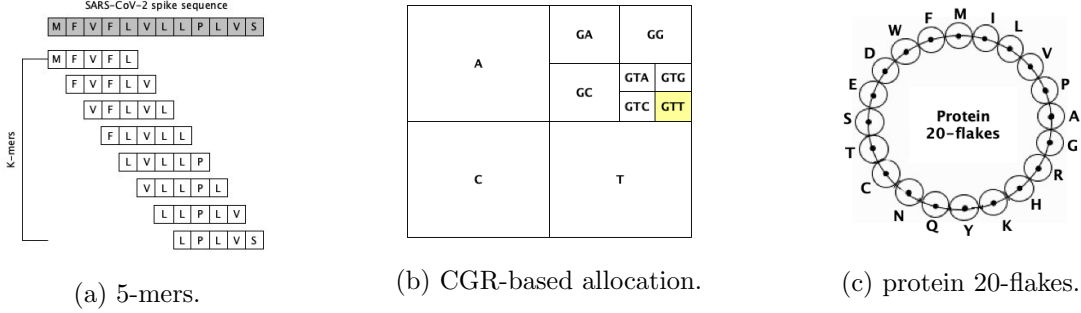 SARS-CoV-2 spike sequence
M F V F L V L L P L V S
M F V F L
F V F L V
V F L V L
F L V L L
L V L L P
V L L P L
L L P L V
L P L V S
K-mers
(a) 5-mers.
A
GA GG
GC
GTA GTG
GTC GTT
C T
(b) CGR-based allocation.
M
I
L
V
P
A
G
R
H
K
Y
Q
N
C
T
S
E
D
W
F
Protein
20-flakes
(c) protein 20-flakes.